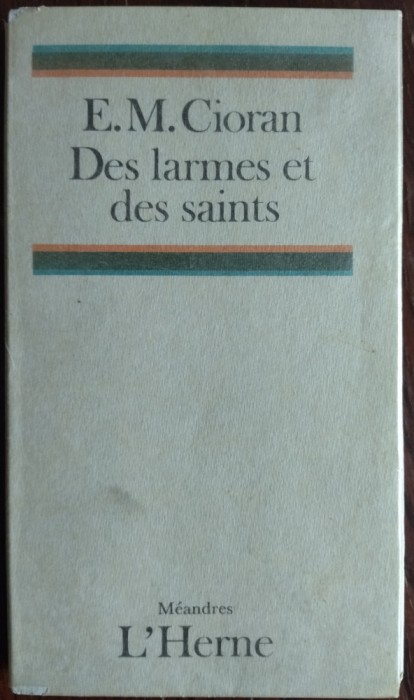 E. M. Cioran
Des larmes et
des saints
Méandres
L'Herne